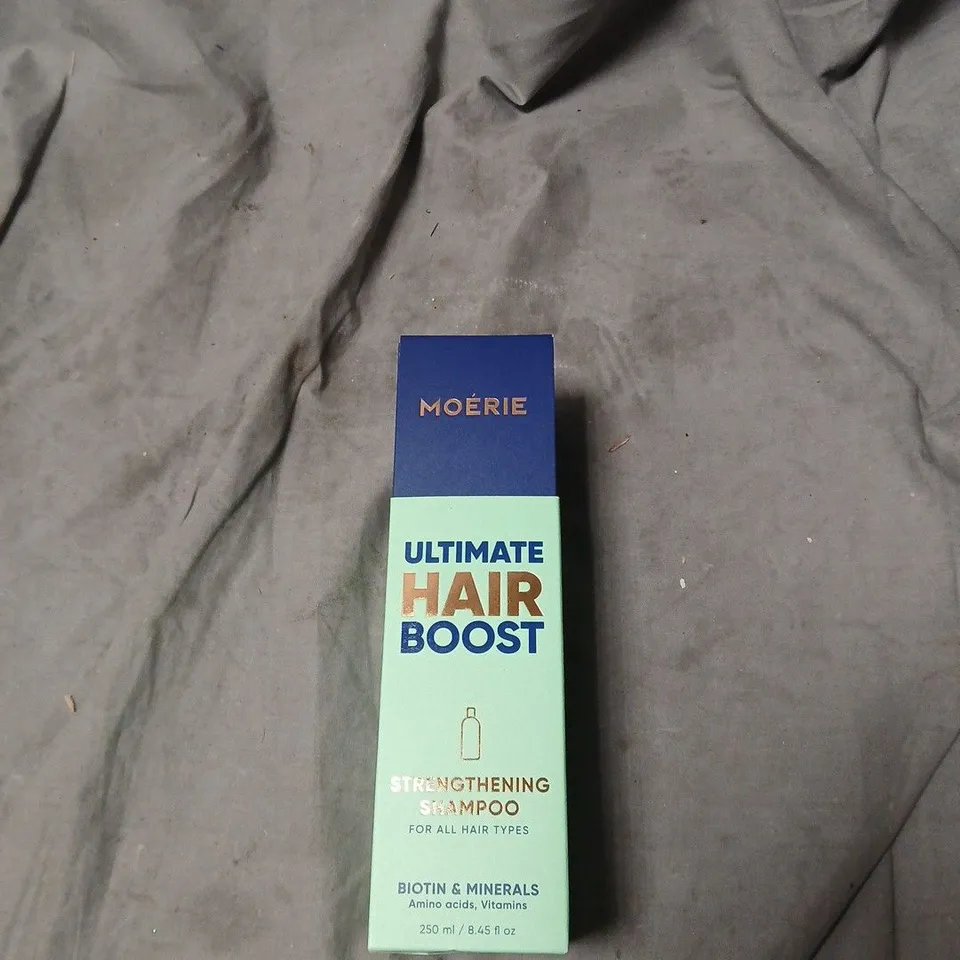 MOÉRIE
ULTIMATE
HAIR
BOOST
STRENGTHENING
SHAMPOO
FOR ALL HAIR TYPES
BIOTIN & MINERALS
Amino acids, Vitamins
250 ml / 8.45 fl oz